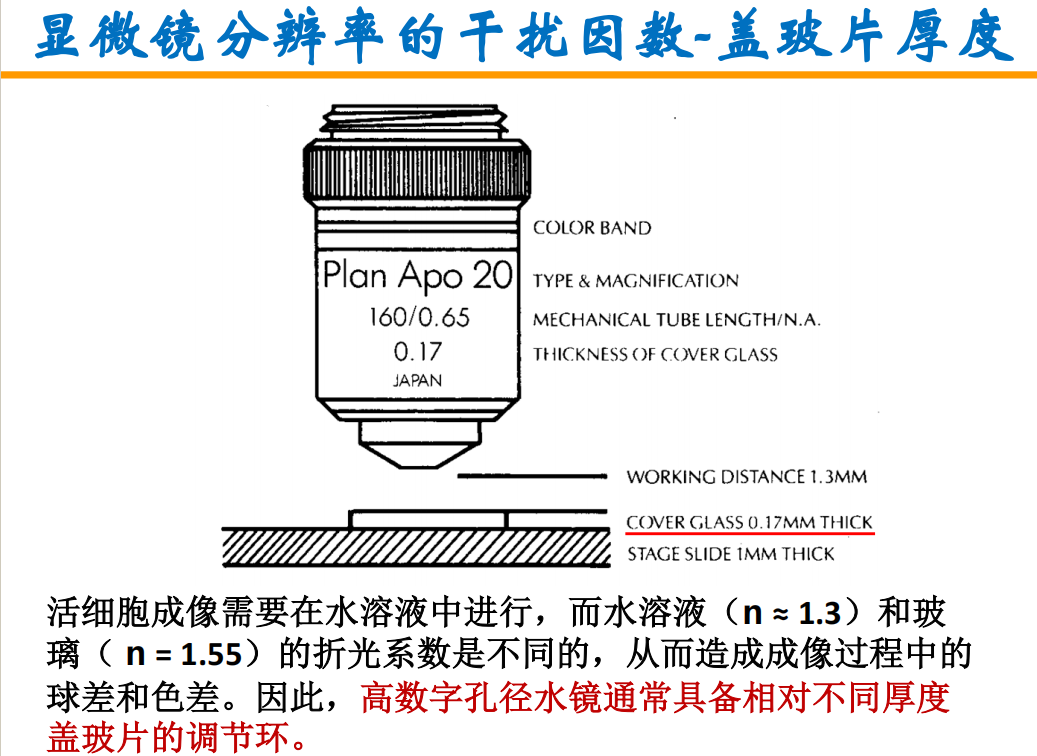 显微镜分辨率的干扰因数-盖玻片厚度
COLOR BAND
Plan Apo 20
TYPE & MAGNIFICATION
160/0.65
MECHANICAL TUBE LENGTH/N.A.
0.17
THICKNESS OF COVER GLASS
JAPAN
WORKING DISTANCE 1.3MM
COVER GLASS 0.17MM THICK
STAGE SLIDE 1MM THICK
活细胞成像需要在水溶液中进行，而水溶液（n ≈ 1.3）和玻
璃（ n = 1.55）的折光系数是不同的，从而造成成像过程中的
球差和色差。因此，高数字孔径水镜通常具备相对不同厚度
盖玻片的调节环。